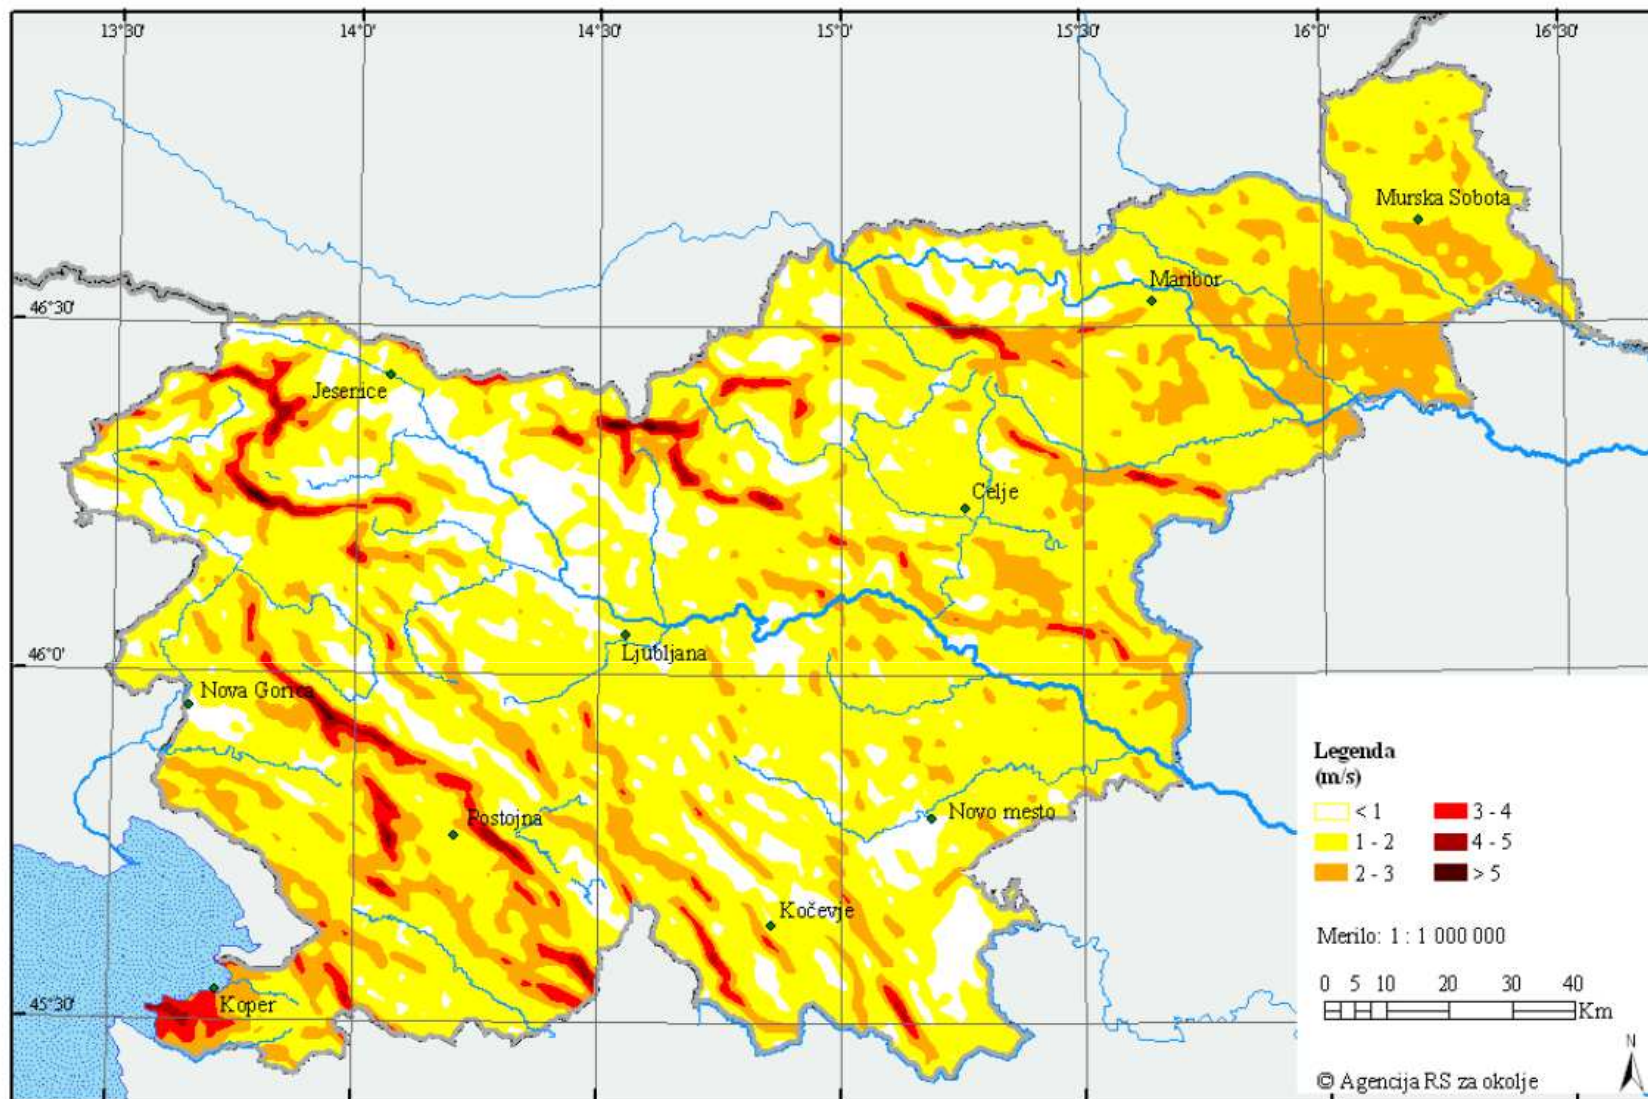 13°30' 14°0' 14°30' 15°0' 15°30' 16°0' 16°30'
Murska Sobota
Maribor
46°30'
Jesenice
Celje
46°0'
Ljubljana
Nova Gorica
Postojna
Novo mesto
Kočevje
Koper
45°30'
Legenda
(m/s)
< 1 3 - 4
1 - 2 4 - 5
2 - 3 > 5
Merilo: 1 : 1 000 000
0 5 10 20 30 40
Km
N
© Agencija RS za okolje